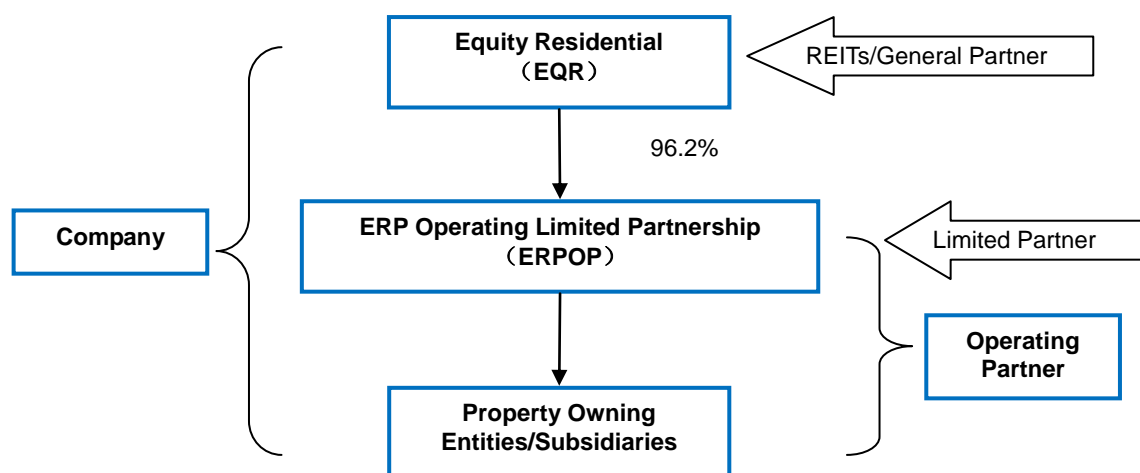 Equity Residential
（EQR）
REITs/General Partner
96.2%
Company
ERP Operating Limited Partnership
（ERPOP）
Limited Partner
Operating
Partner
Property Owning
Entities/Subsidiaries